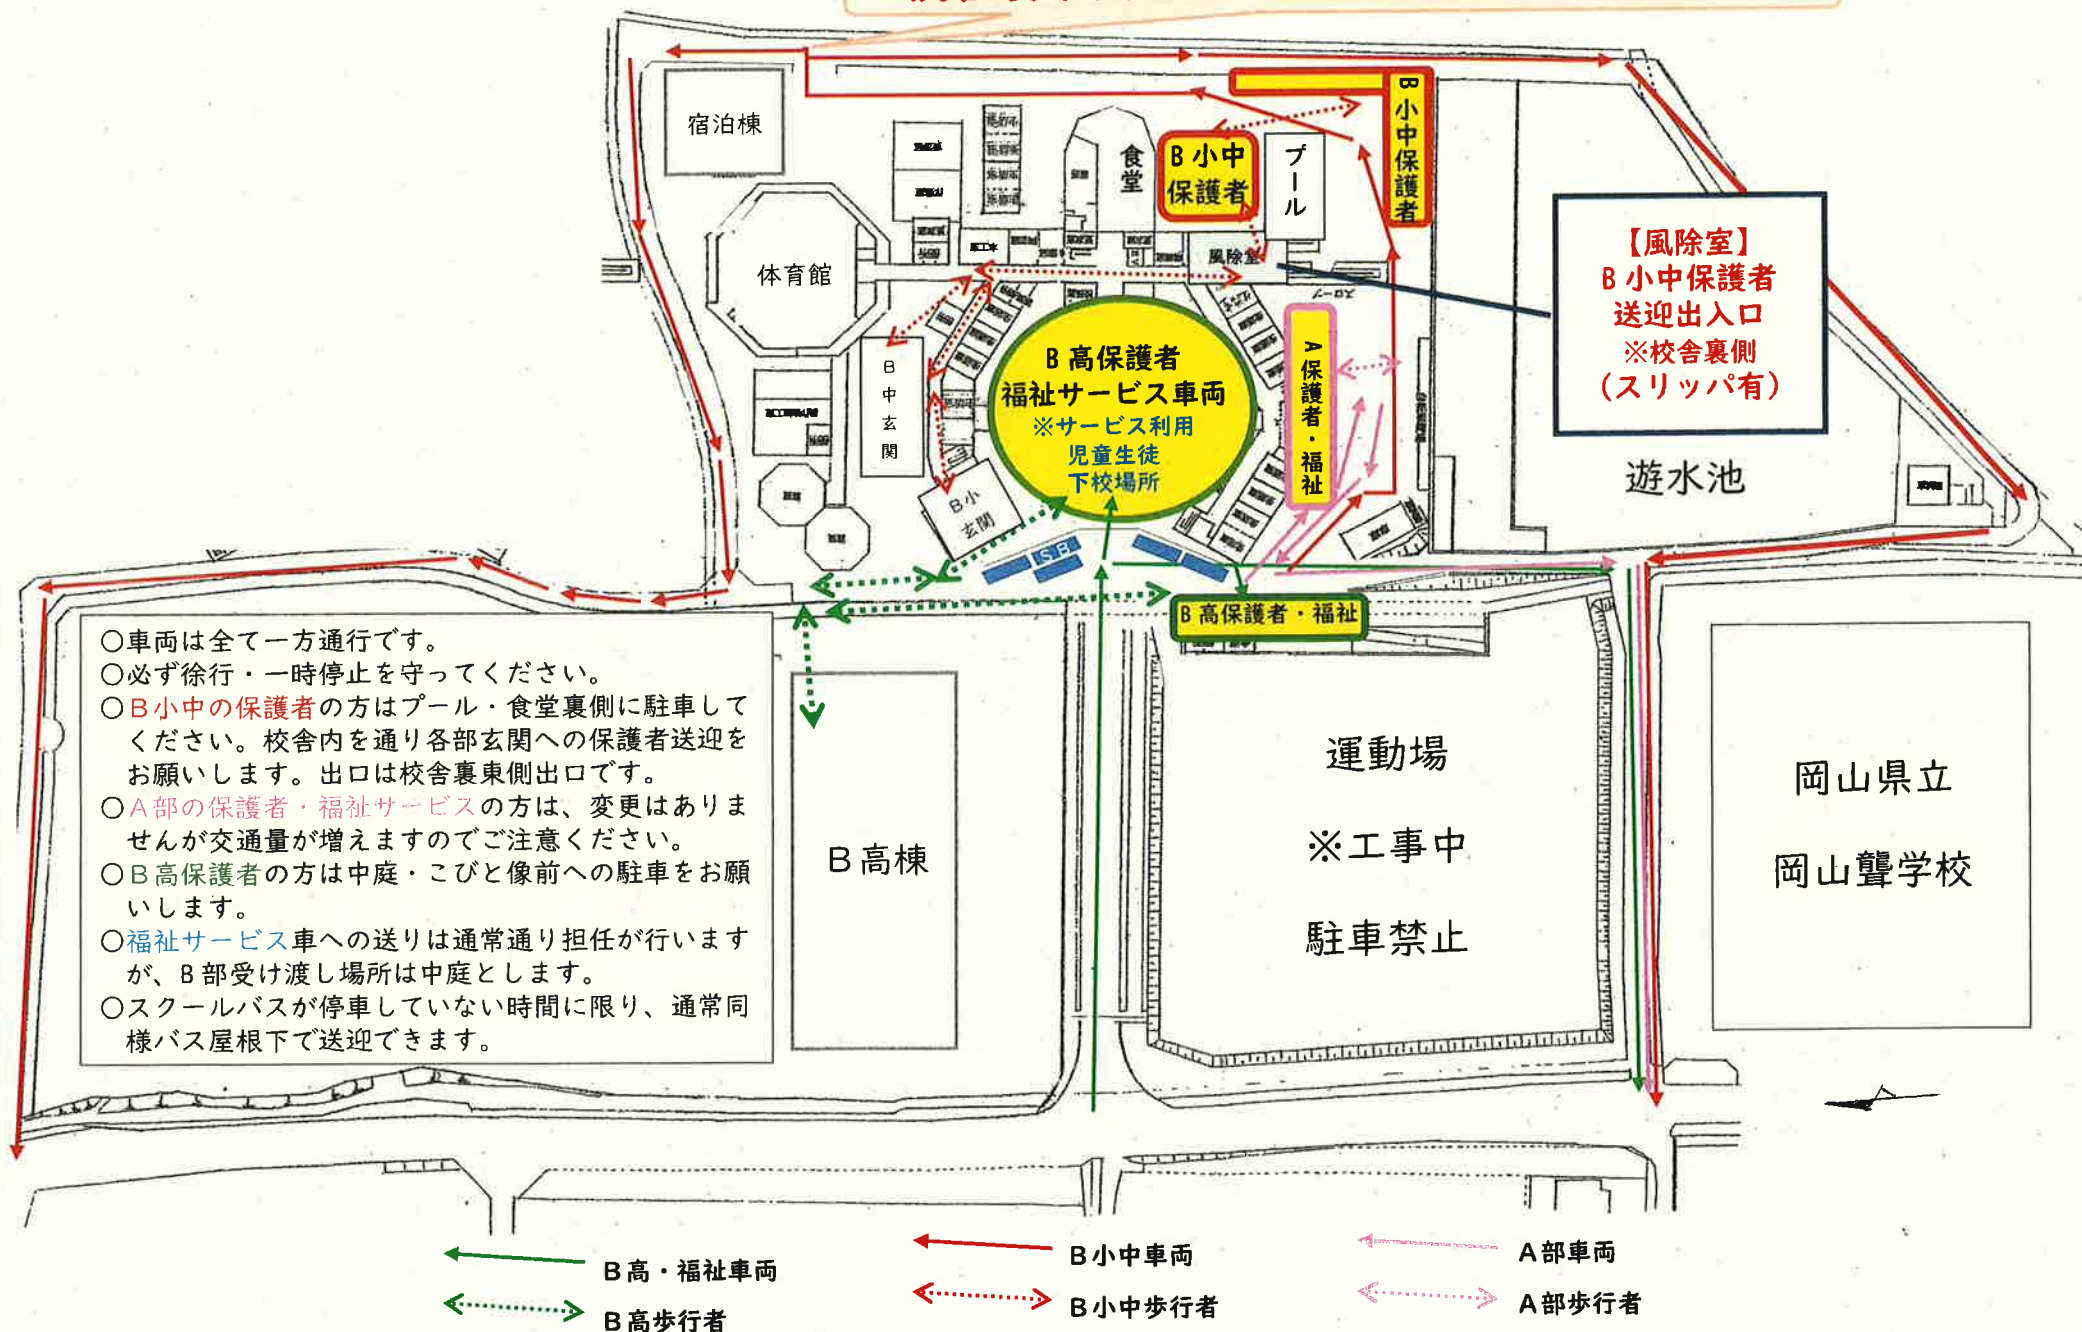 宿泊棟
食堂
B小中
保護者
プール
B小中保護者
体育館
風除室
スロープ
【風除室】
B小中保護者
送迎出入口
※校舎裏側
(スリッパ有)
B中玄関
B高保護者
福祉サービス車両
※サービス利用
児童生徒
下校場所
A保護者・福祉
遊水池
B小
玄関
SB
B高保護者・福祉
○車両は全て一方通行です。
○必ず徐行・一時停止を守ってください。
○B小中の保護者の方はプール・食堂裏側に駐車して
ください。校舎内を通り各部玄関への保護者送迎を
お願いします。出口は校舎裏東側出口です。
○A部の保護者・福祉サービスの方は、変更はありま
せんが交通量が増えますのでご注意ください。
○B高保護者の方は中庭・こびと像前への駐車をお願
いします。
○福祉サービス車への送りは通常通り担任が行います
が、B部受け渡し場所は中庭とします。
○スクールバスが停車していない時間に限り、通常同
様バス屋根下で送迎できます。
B高棟
運動場
※工事中
駐車禁止
岡山県立
岡山聾学校
B高・福祉車両
B小中車両
A部車両
B高歩行者
B小中歩行者
A部歩行者